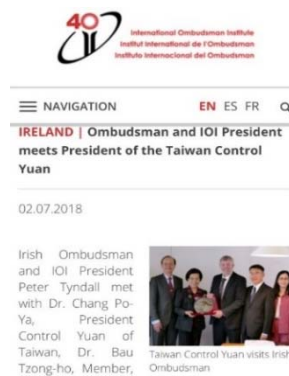 40
International Ombudsman Institute
Institut International de l'Ombudsman
Instituto Internacional del Ombudsman
NAVIGATION
EN ES FR
IRELAND | Ombudsman and IOI President
meets President of the Taiwan Control
Yuan
02.07.2018
Irish Ombudsman
and IOI President
Peter Tyndall met
with Dr. Chang Po-
Ya, President
Control Yuan of
Taiwan, Dr. Bau
Tzong-ho, Member,
Taiwan Control Yuan visits Irish
Ombudsman